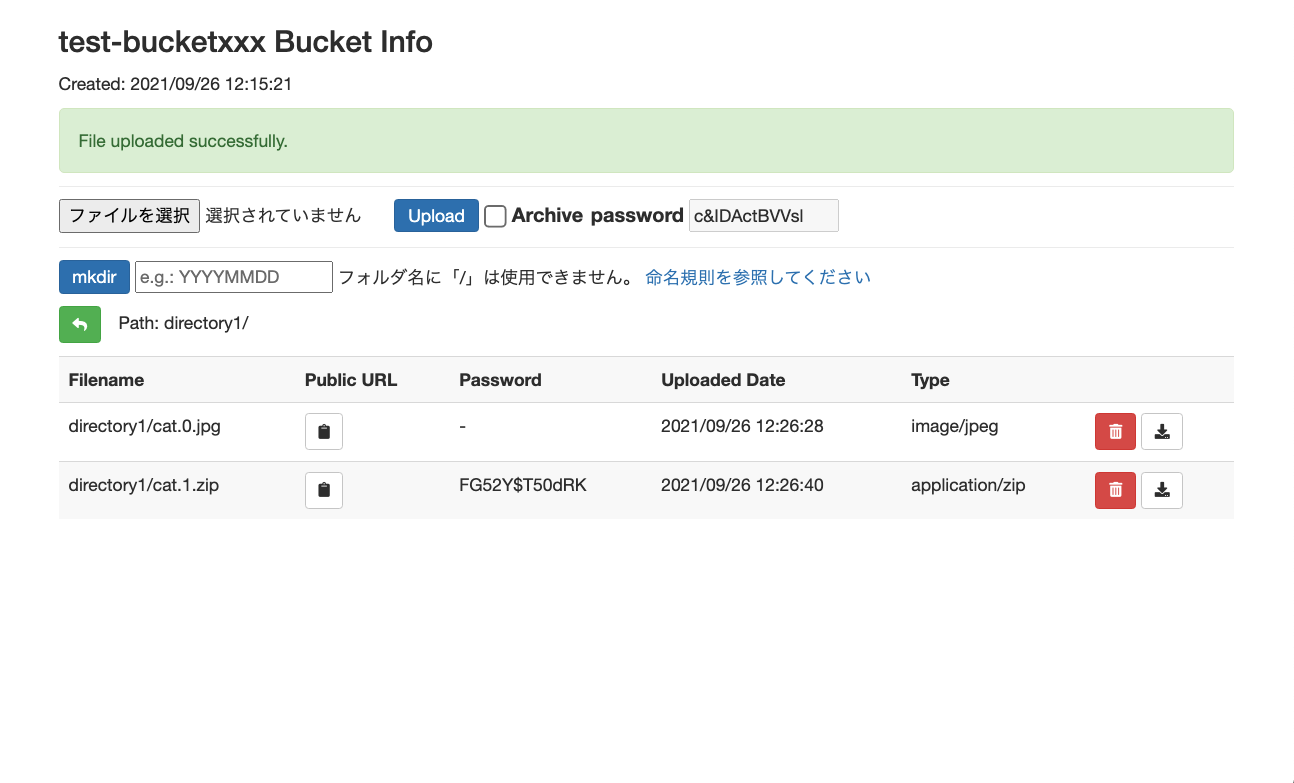 test-bucketxxx Bucket Info
Created: 2021/09/26 12:15:21
File uploaded successfully.
ファイルを選択 選択されていません Upload Archive password c&IDActBVVsl
mkdir e.g.: YYYYMMDD フォルダ名に「/」は使用できません。 命名規則を参照してください
Path: directory1/
Filename Public URL Password Uploaded Date Type
directory1/cat.0.jpg - 2021/09/26 12:26:28 image/jpeg
directory1/cat.1.zip FG52Y$T50dRK 2021/09/26 12:26:40 application/zip